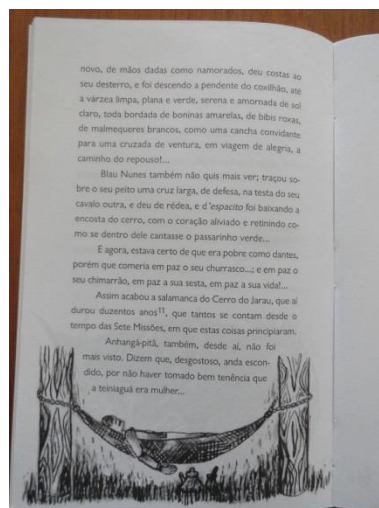 novo, de mãos dadas como namorados, deu costas ao
seu desterro, e foi descendo a pendente do coxilhão, até
a várzea limpa, plana e verde, serena e amornada de sol
claro, toda bordada de boninas amarelas, de bibis roxas,
de malmequeres brancos, como uma cancha convidante
para uma cruzada de ventura, em viagem de alegria, a
caminho do repouso!...
Blau Nunes também não quis mais ver; traçou so-
bre o seu peito uma cruz larga, de defesa, na testa do seu
cavalo outra, e deu de rédea, e d'espacito foi baixando a
encosta do cerro, com o coração aliviado e retinindo co-
mo se dentro dele cantasse o passarinho verde...
E agora, estava certo de que era pobre como dantes,
porém que comeria em paz o seu churrasco...; e em paz o
seu chimarrão, em paz a sua sesta, em paz a sua vida!...
Assim acabou a salamanca do Cerro do Jarau, que aí
durou duzentos anos¹¹, que tantos se contam desde o
tempo das Sete Missões, em que estas coisas principiaram.
Anhangá-pitã, também, desde aí, não foi
mais visto. Dizem que, desgostoso, anda escon-
dido, por não haver tomado bem tenência que
a teiniaguá era mulher...